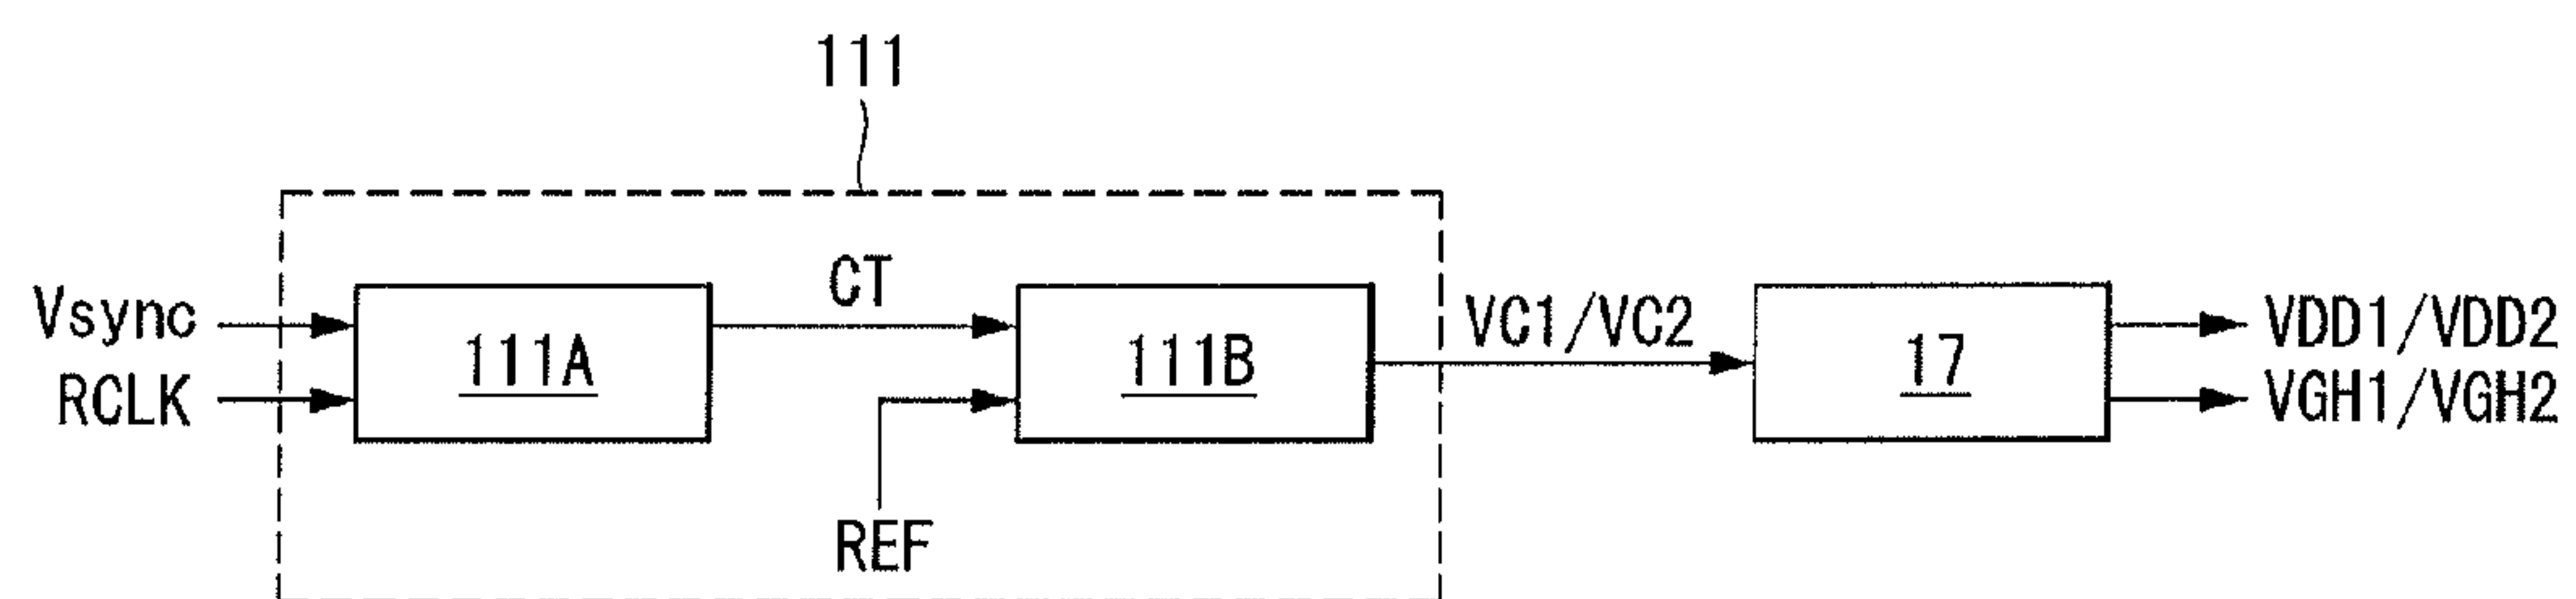 111
Vsync
RCLK
111A
CT
REF
111B
VC1/VC2
17
VDD1/VDD2
VGH1/VGH2